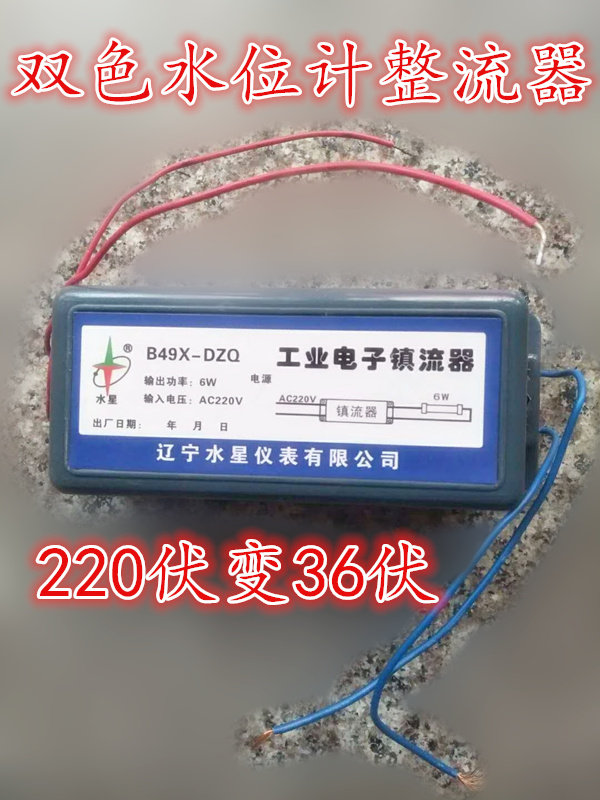 双色水位计整流器
B49X-DZQ
工业电子镇流器
®
水星
输出功率：6W
电源
输入电压：AC220V
AC220V
镇流器
6W
出厂日期： 年 月 日
辽宁水星仪表有限公司
220伏变36伏